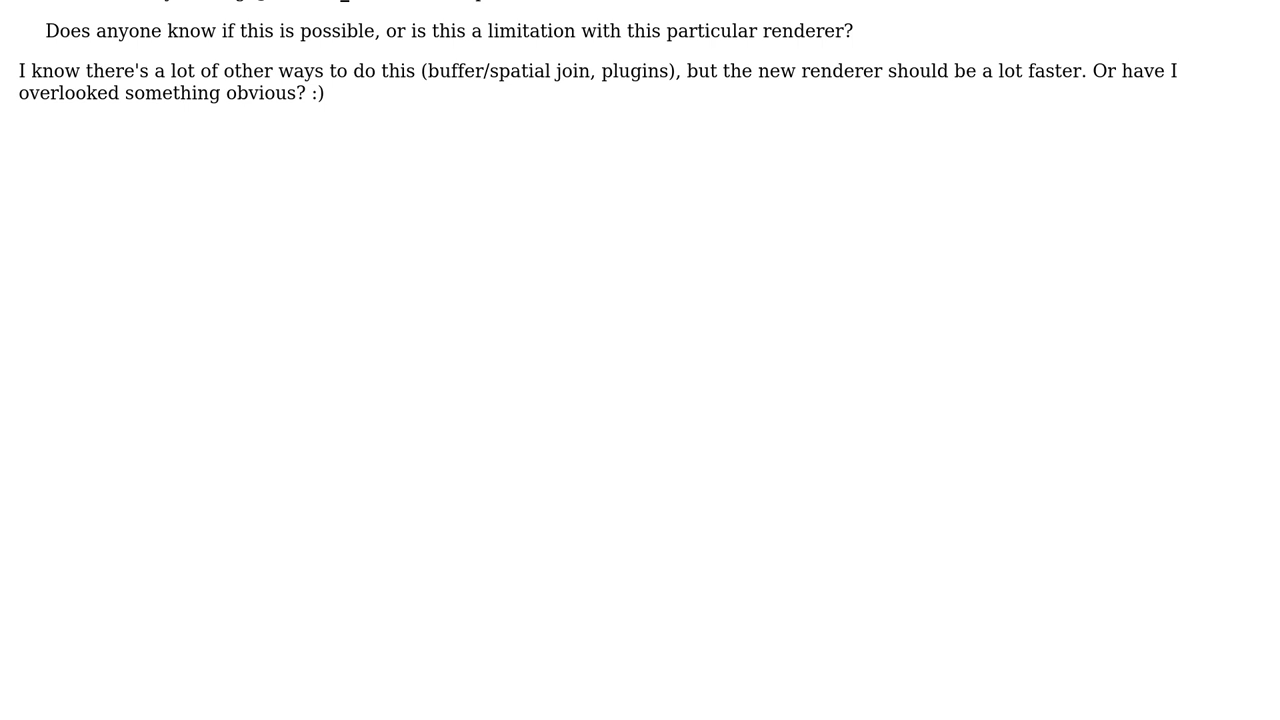 Does anyone know if this is possible, or is this a limitation with this particular renderer?
I know there's a lot of other ways to do this (buffer/spatial join, plugins), but the new renderer should be a lot faster. Or have I
overlooked something obvious? :)